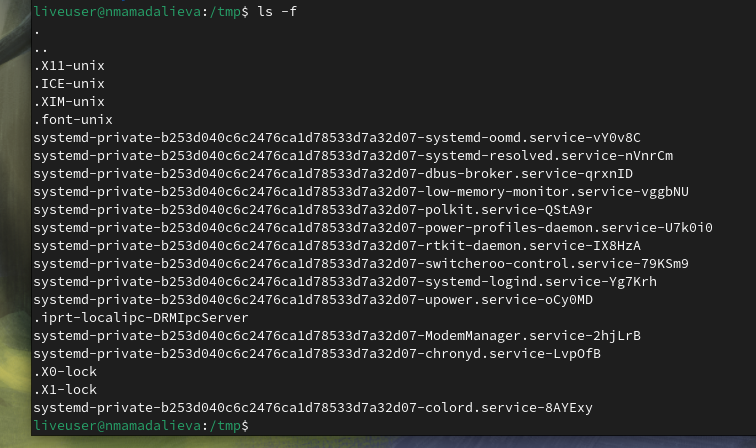 liveuser@nmamadalieva:/tmp$ ls -f
.
..
.X11-unix
.ICE-unix
.XIM-unix
.font-unix
systemd-private-b253d040c6c2476ca1d78533d7a32d07-systemd-oomd.service-vY0v8C
systemd-private-b253d040c6c2476ca1d78533d7a32d07-systemd-resolved.service-nVnrCm
systemd-private-b253d040c6c2476ca1d78533d7a32d07-dbus-broker.service-qrxnID
systemd-private-b253d040c6c2476ca1d78533d7a32d07-low-memory-monitor.service-vggbNU
systemd-private-b253d040c6c2476ca1d78533d7a32d07-polkit.service-QStA9r
systemd-private-b253d040c6c2476ca1d78533d7a32d07-power-profiles-daemon.service-U7k0i0
systemd-private-b253d040c6c2476ca1d78533d7a32d07-rtkit-daemon.service-IX8HzA
systemd-private-b253d040c6c2476ca1d78533d7a32d07-switcheroo-control.service-79KSm9
systemd-private-b253d040c6c2476ca1d78533d7a32d07-systemd-logind.service-Yg7Krh
systemd-private-b253d040c6c2476ca1d78533d7a32d07-upower.service-oCy0MD
.iprt-localipc-DRMIpcServer
systemd-private-b253d040c6c2476ca1d78533d7a32d07-ModemManager.service-2hjLrB
systemd-private-b253d040c6c2476ca1d78533d7a32d07-chronyd.service-LvpOfB
.X0-lock
.X1-lock
systemd-private-b253d040c6c2476ca1d78533d7a32d07-colord.service-8AYExy
liveuser@nmamadalieva:/tmp$